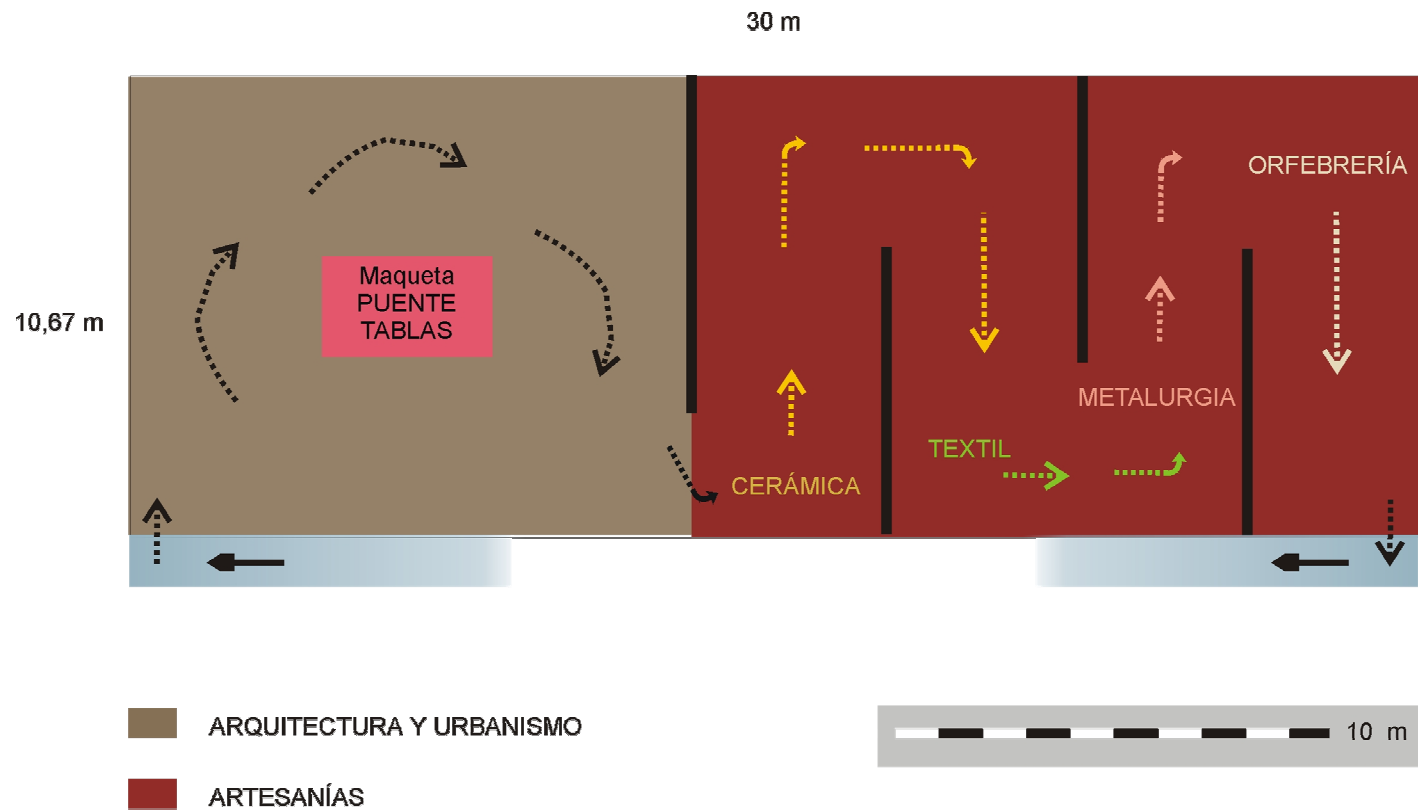 30 m
10,67 m
Maqueta
PUENTE
TABLAS
ORFEBRERÍA
METALURGIA
TEXTIL
CERÁMICA
ARQUITECTURA Y URBANISMO
10 m
ARTESANÍAS